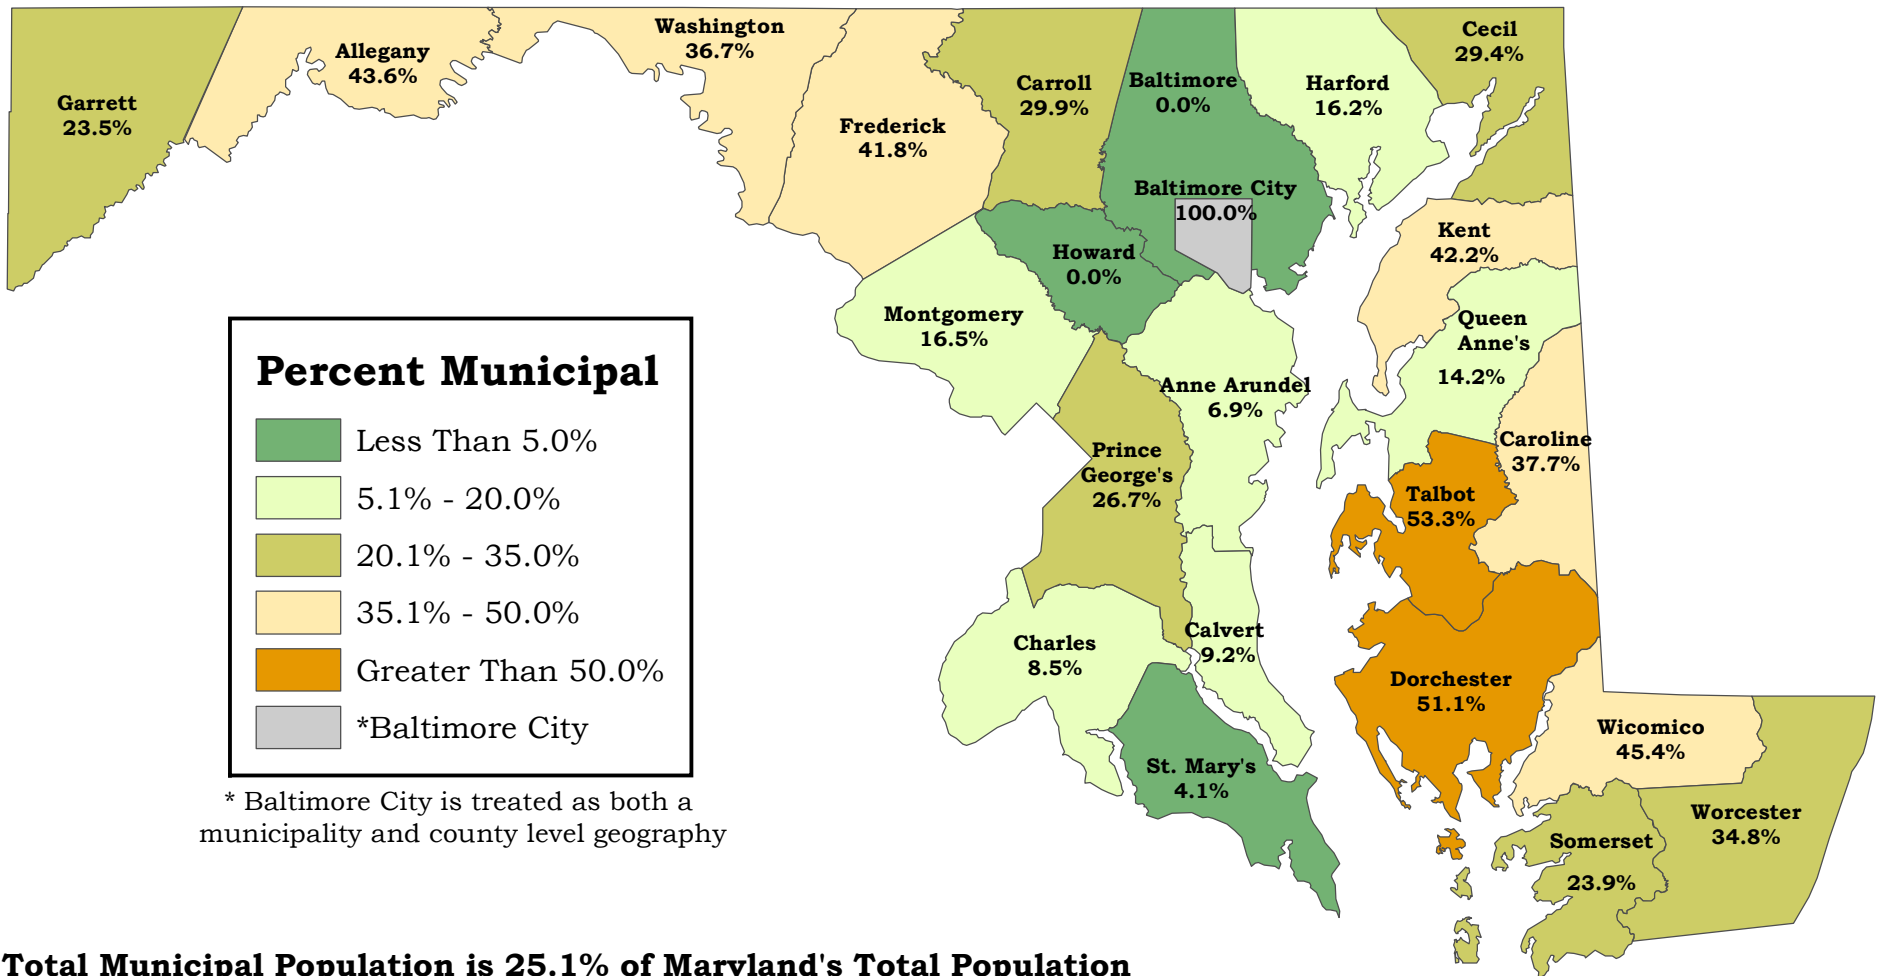 Garrett
23.5%
Allegany
43.6%
Washington
36.7%
Frederick
41.8%
Carroll
29.9%
Baltimore
0.0%
Harford
16.2%
Cecil
29.4%
Baltimore City
100.0%
Howard
0.0%
Kent
42.2%
Montgomery
16.5%
Queen
Anne's
14.2%
Anne Arundel
6.9%
Prince
George's
26.7%
Caroline
37.7%
Talbot
53.3%
Charles
8.5%
Calvert
9.2%
Dorchester
51.1%
St. Mary's
4.1%
Wicomico
45.4%
Worcester
34.8%
Somerset
23.9%
Percent Municipal
Less Than 5.0%
5.1% - 20.0%
20.1% - 35.0%
35.1% - 50.0%
Greater Than 50.0%
*Baltimore City
* Baltimore City is treated as both a
municipality and county level geography
Total Municipal Population is 25.1% of Maryland's Total Population